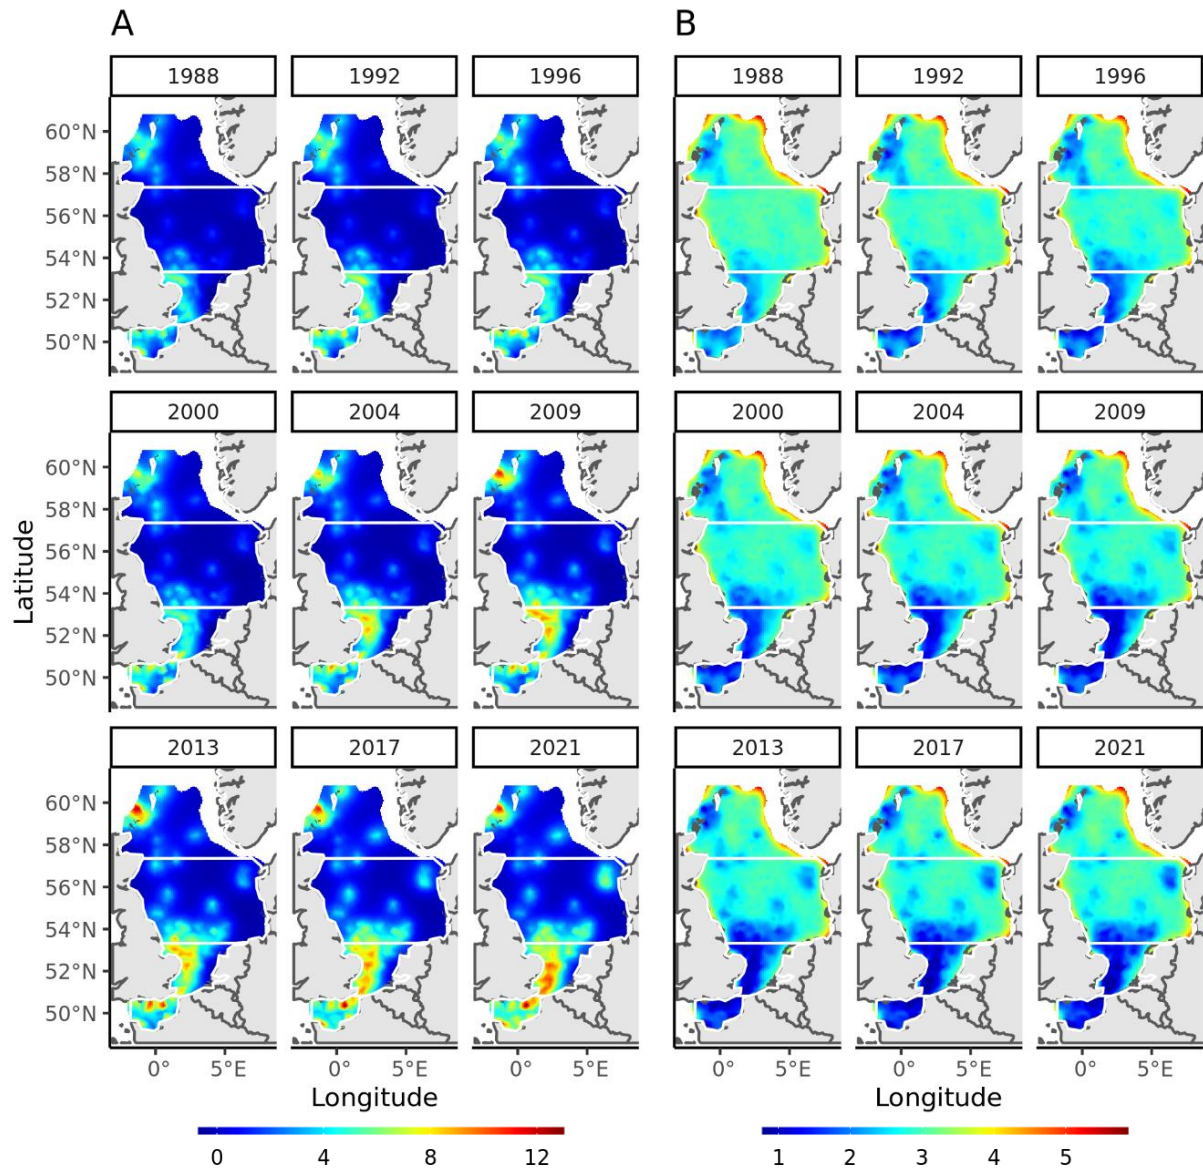 A B
1988 1992 1996 1988 1992 1996
60°N
58°N
56°N
54°N
52°N
50°N
2000 2004 2009 2000 2004 2009
60°N
58°N
56°N
54°N
52°N
50°N
Latitude
2013 2017 2021 2013 2017 2021
60°N
58°N
56°N
54°N
52°N
50°N
0° 5°E 0° 5°E 0° 5°E 0° 5°E 0° 5°E 0° 5°E
Longitude Longitude
0 4 8 12 1 2 3 4 5